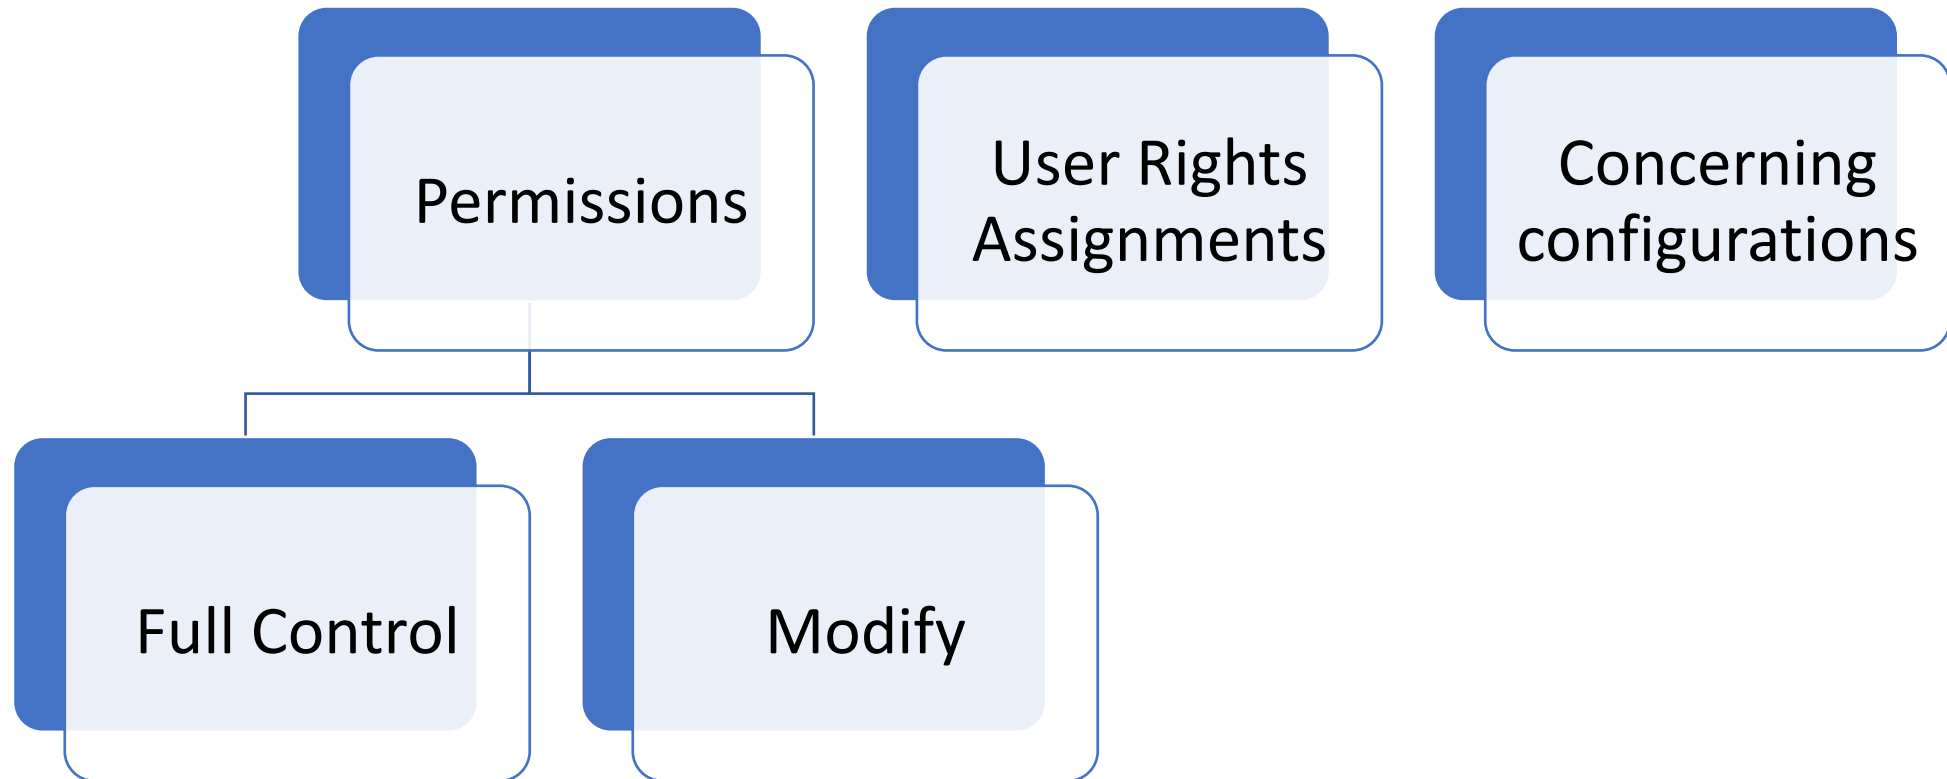 Permissions
User Rights
Assignments
Concerning
configurations
Full Control
Modify